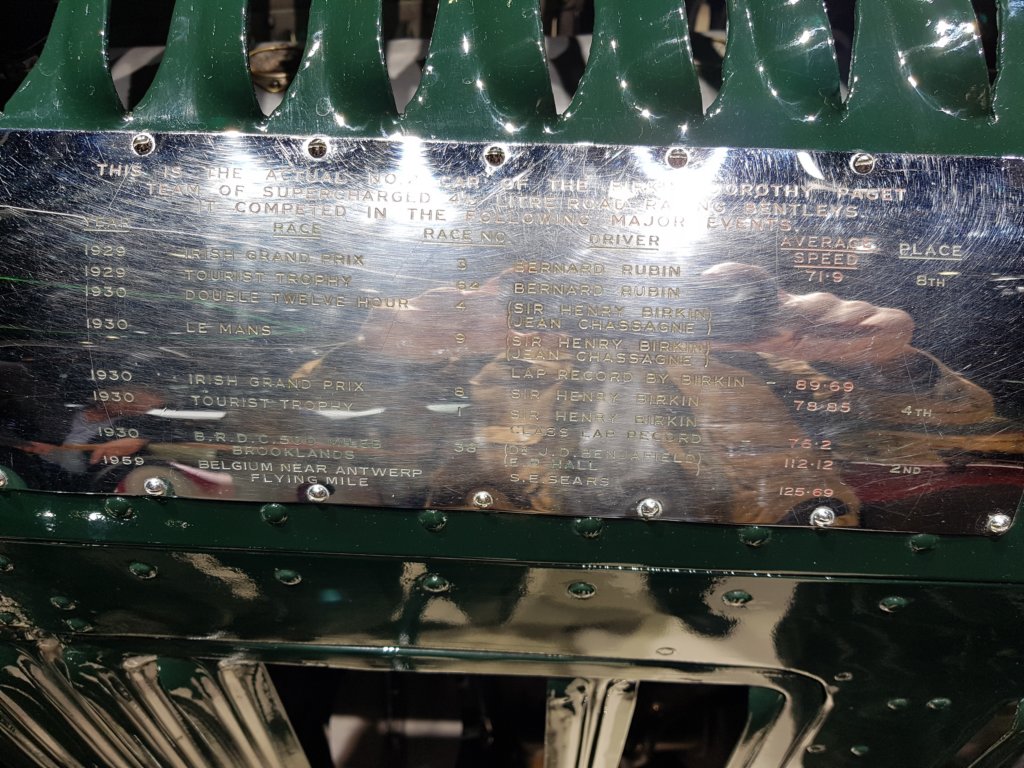 THIS IS THE ACTUAL NO. CAR OF THE DOROTHY PAGET
TEAM OF SUPERCHARGED 4½ LITRE ROAD RACING BENTLEYS
IT COMPETED IN THE FOLLOWING MAJOR EVENTS
YEAR RACE RACE NO. DRIVER AVERAGE SPEED PLACE
1929 IRISH GRAND PRIX 3 BERNARD RUBIN 71·9 8TH
1929 TOURIST TROPHY 64 BERNARD RUBIN
1930 DOUBLE TWELVE HOUR 4 (SIR HENRY BIRKIN)
(JEAN CHASSAGNE)
1930 LE MANS 9 (SIR HENRY BIRKIN)
(JEAN CHASSAGNE)
LAP RECORD BY BIRKIN – 89·69
1930 IRISH GRAND PRIX 8 SIR HENRY BIRKIN 78·85 4TH
1930 TOURIST TROPHY SIR HENRY BIRKIN
CLASS LAP RECORD – 76·2
1930 B.R.D.C. 500 MILES (DR J.D. BENJAFIELD) 112·12 2ND
BROOKLANDS HALL
1959 BELGIUM NEAR ANTWERP S.E. SEARS 125·69
FLYING MILE